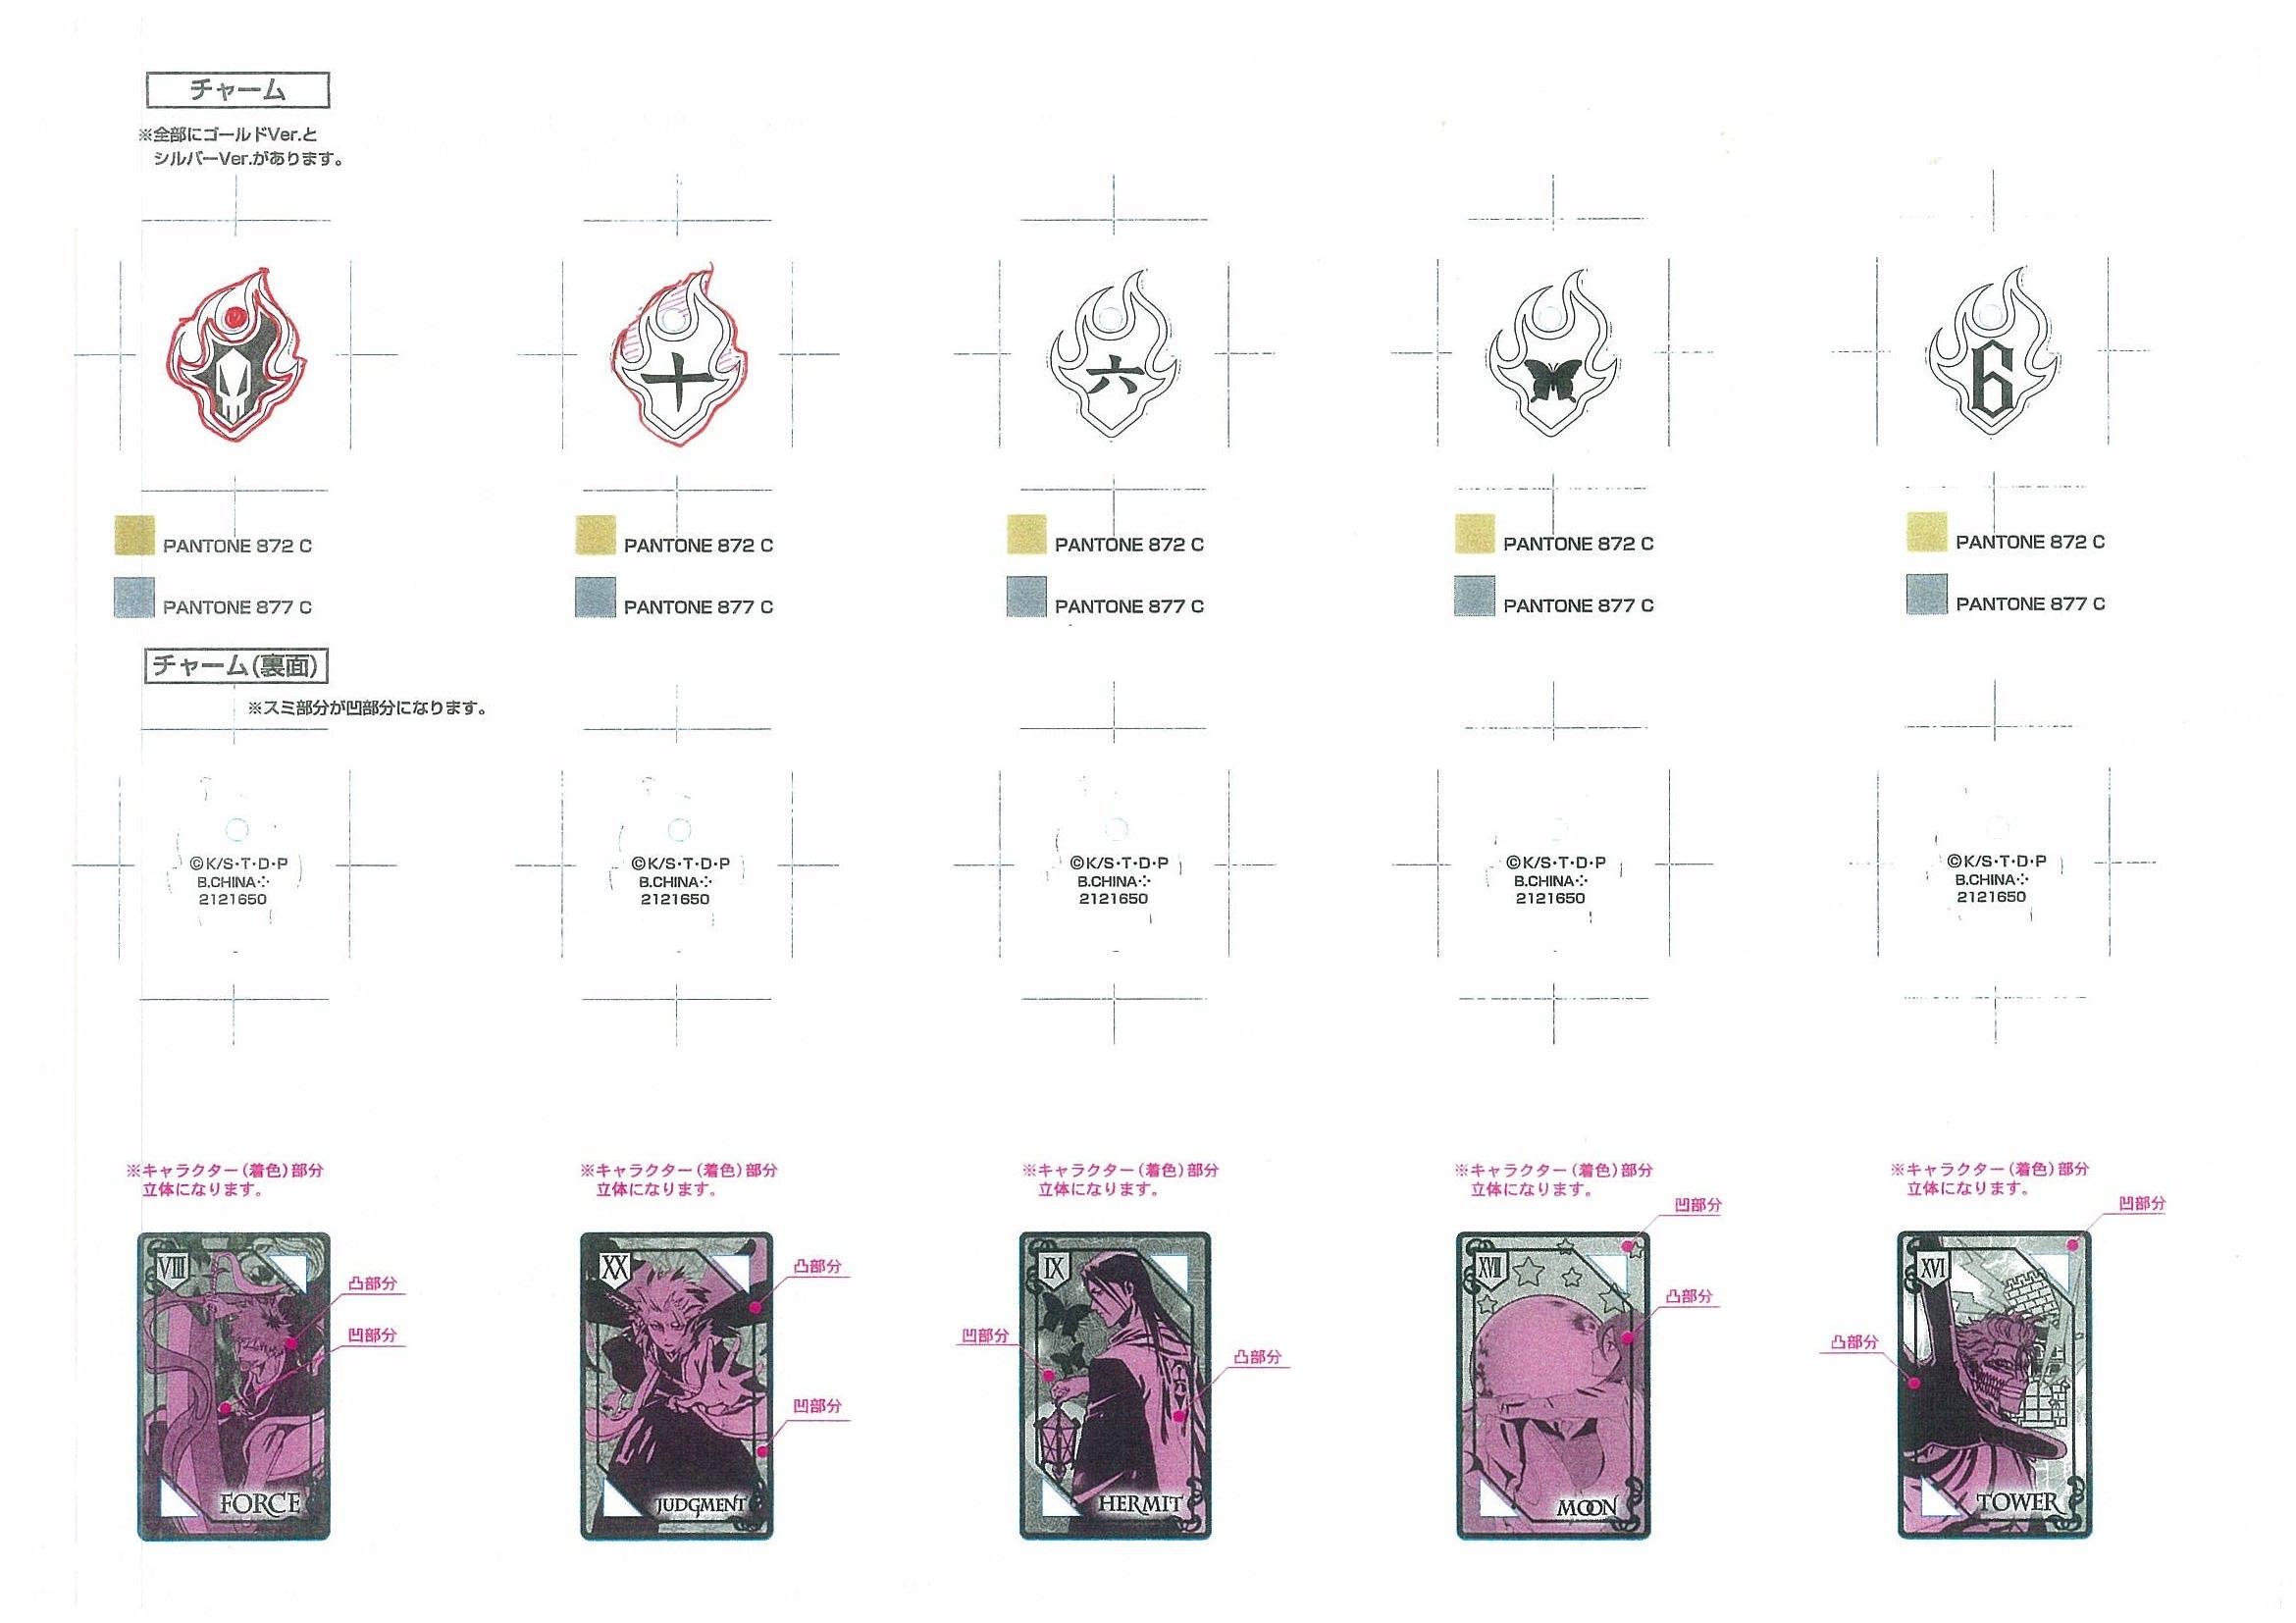 チャーム
※全部にゴールドVer.と
シルバーVer.があります。
十
六
6
PANTONE 872 C
PANTONE 872 C
PANTONE 872 C
PANTONE 872 C
PANTONE 872 C
PANTONE 877 C
PANTONE 877 C
PANTONE 877 C
PANTONE 877 C
PANTONE 877 C
チャーム(裏面)
※スミ部分が凹部分になります。
©K/S・T・D・P
B.CHINA
2121650
©K/S・T・D・P
B.CHINA
2121650
©K/S・T・D・P
B.CHINA
2121650
©K/S・T・D・P
B.CHINA
2121650
©K/S・T・D・P
B.CHINA
2121650
※キャラクター(着色)部分
立体になります。
VIII
凸部分
凹部分
FORCE
※キャラクター(着色)部分
立体になります。
XX
凸部分
凹部分
JUDGMENT
※キャラクター(着色)部分
立体になります。
IX
凹部分
凸部分
HERMIT
※キャラクター(着色)部分
立体になります。
凹部分
XVIII
凸部分
MOON
※キャラクター(着色)部分
立体になります。
凹部分
XVI
凸部分
TOWER